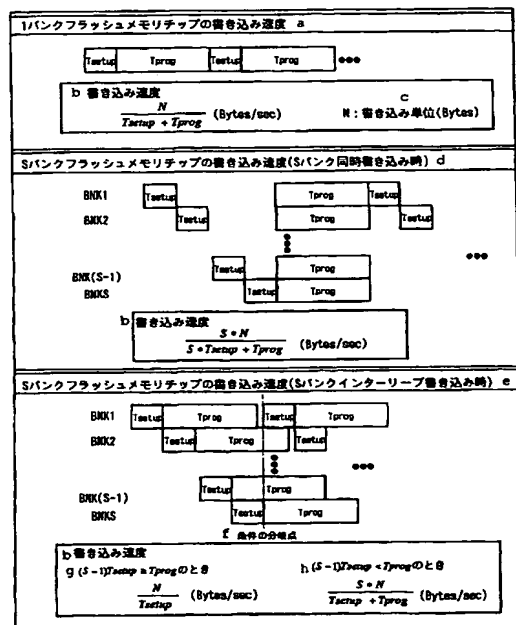 1バンクフラッシュメモリチップの書き込み速度 a
Tsetup Tprog Tsetup Tprog •••
b 書き込み速度
N / Tsetup + Tprog (Bytes/sec)
c
N：書き込み単位(Bytes)
Sバンクフラッシュメモリチップの書き込み速度(Sバンク同時書き込み時) d
BNK1 Tsetup Tprog Tsetup
BNK2 Tsetup Tprog Tsetup
•••
•••
BNK(S-1) Tsetup Tprog
BNKS Tsetup Tprog
b 書き込み速度
S * N / S * Tsetup + Tprog (Bytes/sec)
Sバンクフラッシュメモリチップの書き込み速度(Sバンクインターリーブ書き込み時) e
BNK1 Tsetup Tprog Tsetup Tprog
BNK2 Tsetup Tprog Tsetup
•••
•••
BNK(S-1) Tsetup Tprog
BNKS Tsetup Tprog
f 条件の分岐点
b 書き込み速度
g (S-1)Tsetup ≥ Tprogのとき
N / Tsetup (Bytes/sec)
h (S-1)Tsetup < Tprogのとき
S * N / Tsetup + Tprog (Bytes/sec)